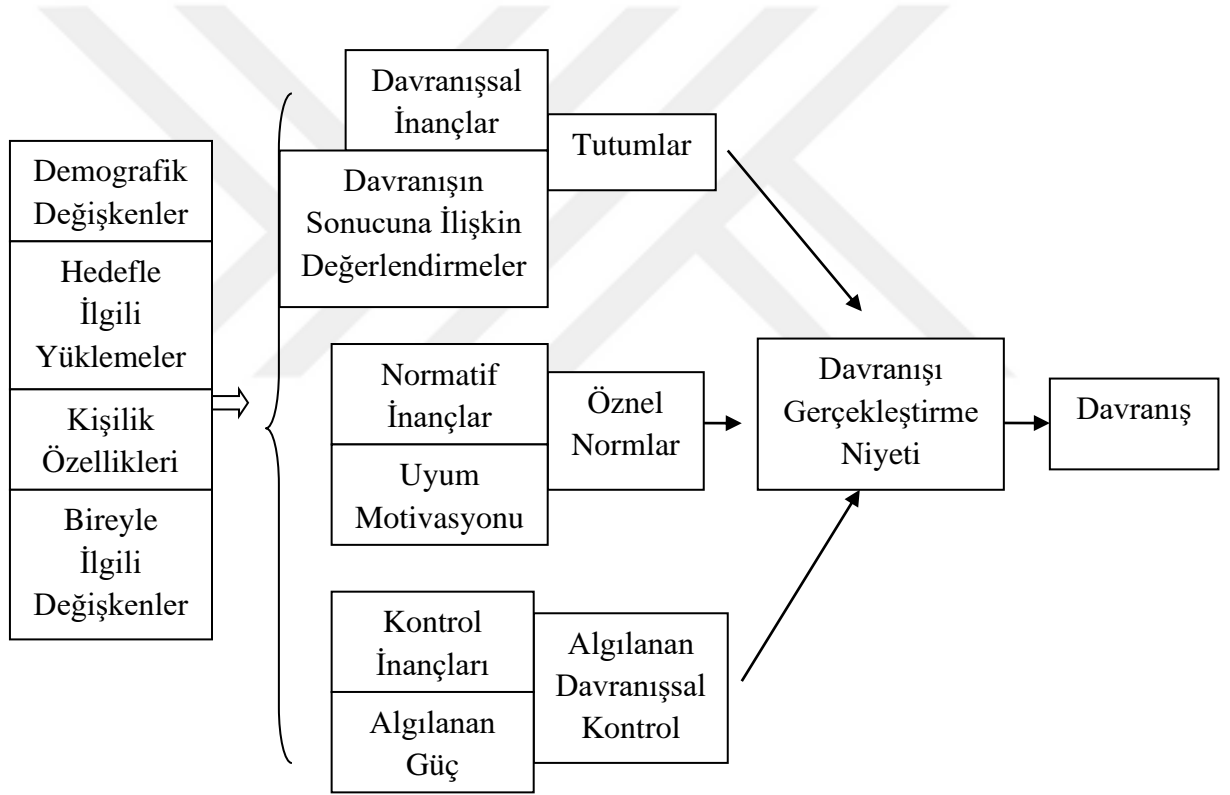 Demografik
Değişkenler
Hedefle
İlgili
Yüklemeler
Kişilik
Özellikleri
Bireyle
İlgili
Değişkenler
Davranışsal
İnançlar
Davranışın
Sonucuna İlişkin
Değerlendirmeler
Tutumlar
Normatif
İnançlar
Uyum
Motivasyonu
Öznel
Normlar
Kontrol
İnançları
Algılanan
Güç
Algılanan
Davranışsal
Kontrol
Davranışı
Gerçekleştirme
Niyeti
Davranış